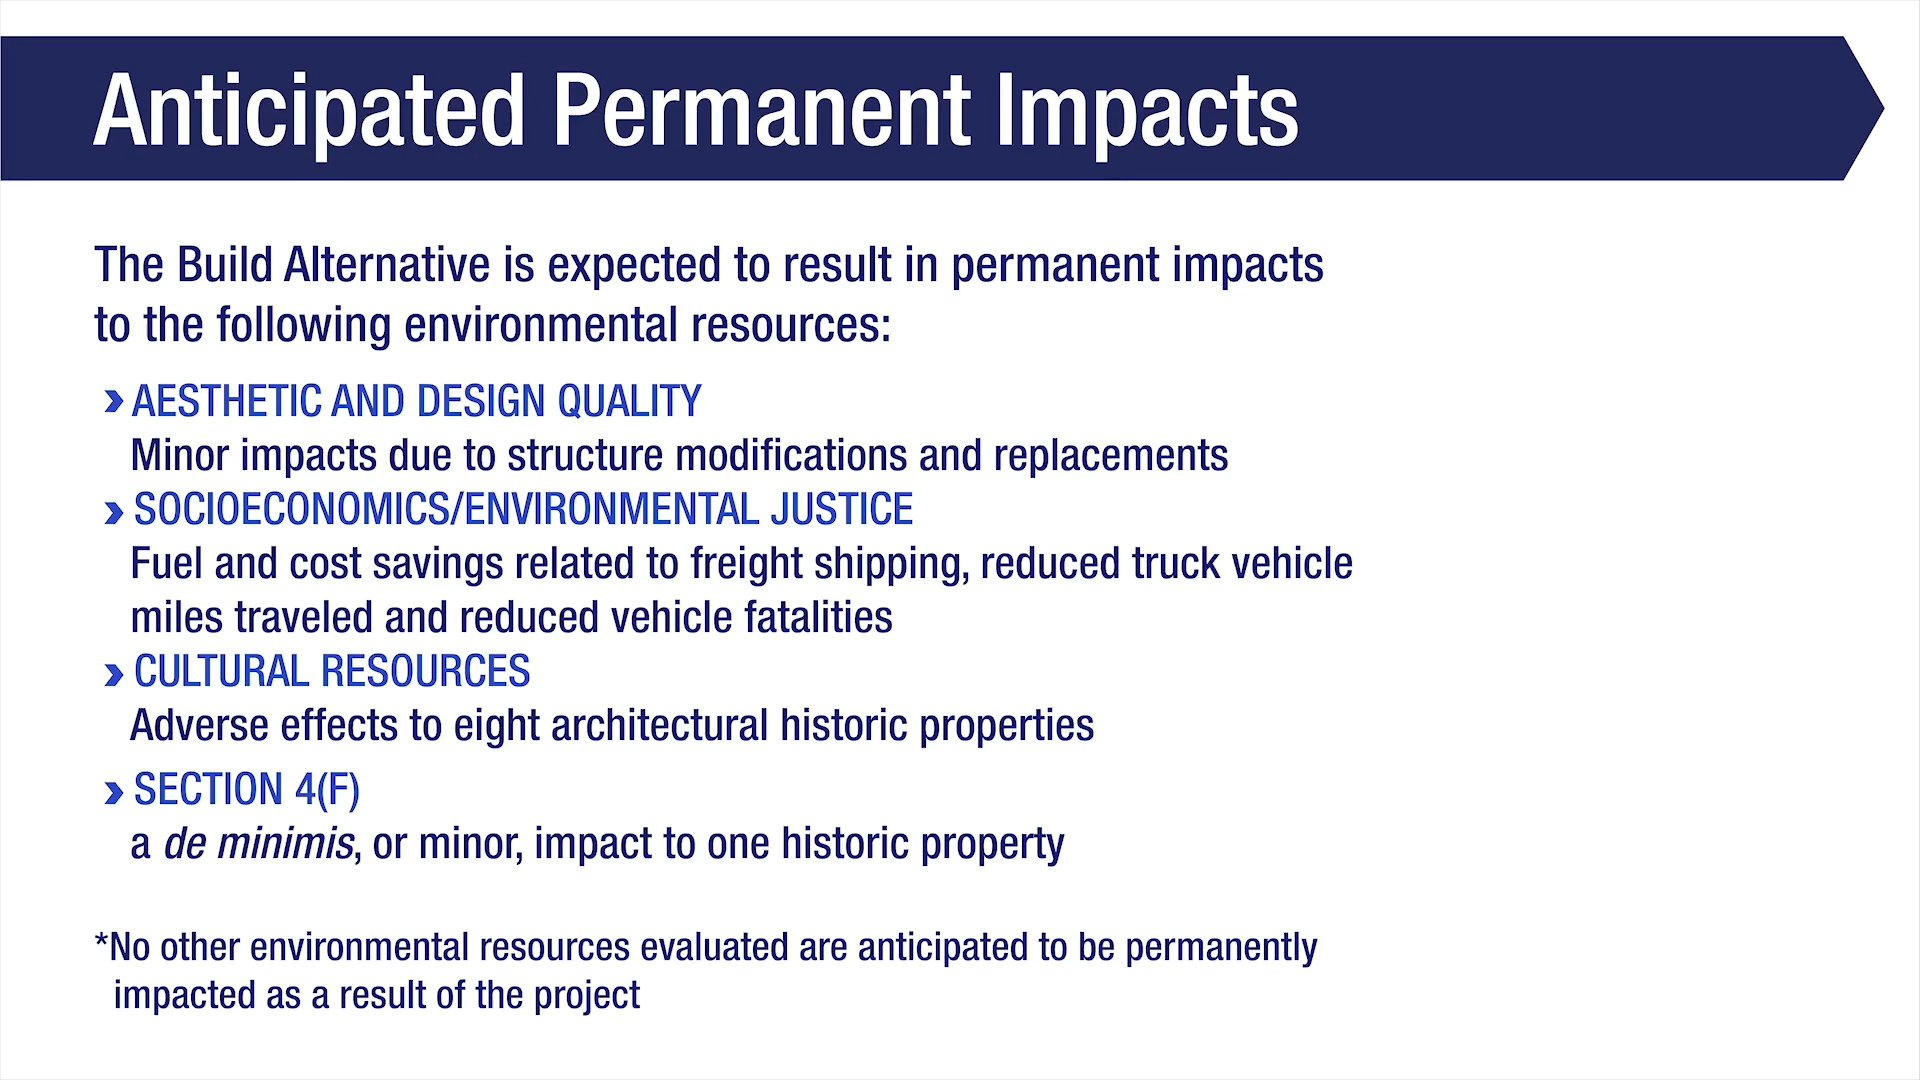 Anticipated Permanent Impacts
The Build Alternative is expected to result in permanent impacts
to the following environmental resources:
› AESTHETIC AND DESIGN QUALITY
Minor impacts due to structure modifications and replacements
› SOCIOECONOMICS/ENVIRONMENTAL JUSTICE
Fuel and cost savings related to freight shipping, reduced truck vehicle
miles traveled and reduced vehicle fatalities
› CULTURAL RESOURCES
Adverse effects to eight architectural historic properties
› SECTION 4(F)
a de minimis, or minor, impact to one historic property
*No other environmental resources evaluated are anticipated to be permanently
impacted as a result of the project